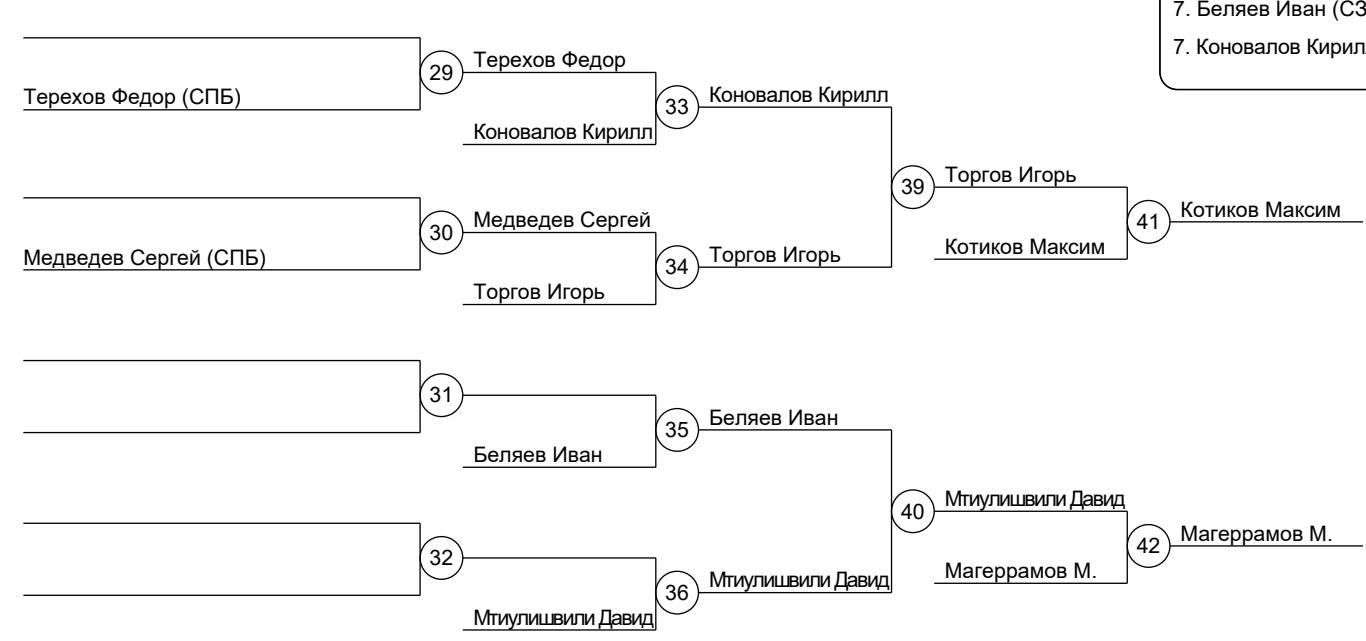 7. Беляев Иван (СЗ
7. Коновалов Кирил
29
Терехов Федор
Терехов Федор (СПБ)
33
Коновалов Кирилл
Коновалов Кирилл
39
Торгов Игорь
30
Медведев Сергей
41
Котиков Максим
Медведев Сергей (СПБ)
34
Торгов Игорь
Котиков Максим
Торгов Игорь
31
35
Беляев Иван
Беляев Иван
40
Мтиулишвили Давид
32
42
Магеррамов М.
36
Мтиулишвили Давид
Магеррамов М.
Мтиулишвили Давид